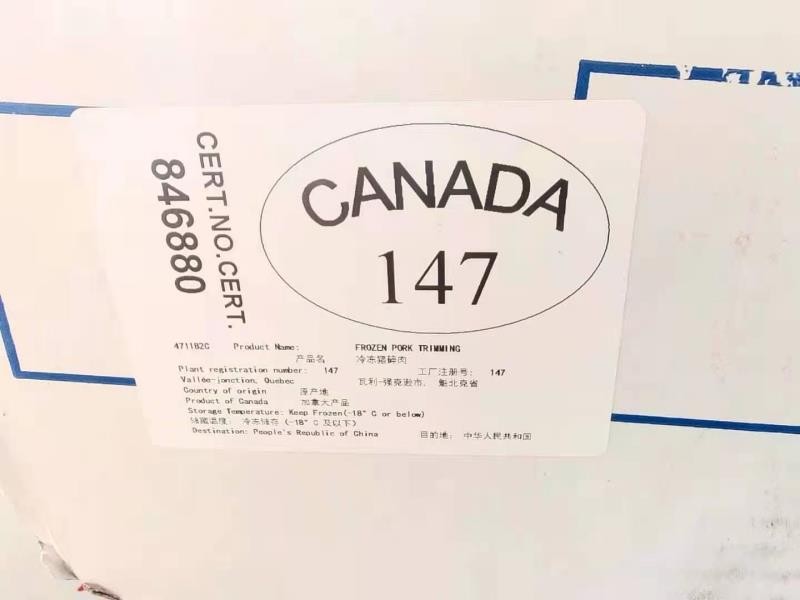 CERT.NO.CERT.
846880
CANADA
147
4711B2C Product Name: FROZEN PORK TRIMMING
产品名 冷冻猪碎肉
Plant registration number: 147 工厂注册号: 147
Vallée-jonction, Quebec 瓦利-强克逊市, 魁北克省
Country of origin 原产地
Product of Canada 加拿大产品
Storage Temperature: Keep Frozen(-18° C or below)
储藏温度: 冷冻储存 (-18° C 及以下)
Destination: People's Republic of China 目的地: 中华人民共和国